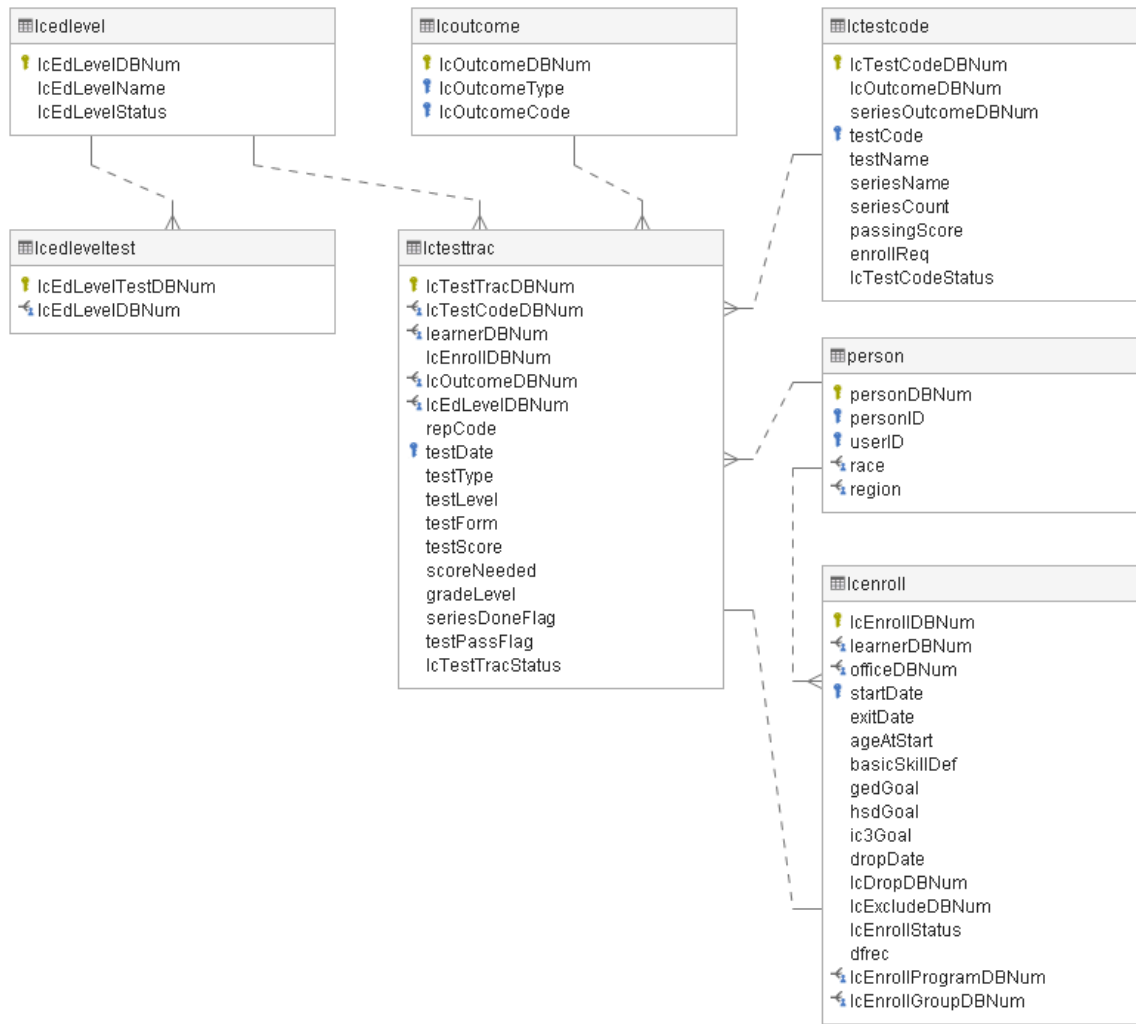 lcedlevel
lcEdLevelDBNum
lcEdLevelName
lcEdLevelStatus
lcoutcome
lcOutcomeDBNum
lcOutcomeType
lcOutcomeCode
lctestcode
lcTestCodeDBNum
lcOutcomeDBNum
seriesOutcomeDBNum
testCode
testName
seriesName
seriesCount
passingScore
enrollReq
lcTestCodeStatus
lcedleveltest
lcEdLevelTestDBNum
lcEdLevelDBNum
lctesttrac
lcTestTracDBNum
lcTestCodeDBNum
learnerDBNum
lcEnrollDBNum
lcOutcomeDBNum
lcEdLevelDBNum
repCode
testDate
testType
testLevel
testForm
testScore
scoreNeeded
gradeLevel
seriesDoneFlag
testPassFlag
lcTestTracStatus
person
personDBNum
personID
userID
race
region
lcenroll
lcEnrollDBNum
learnerDBNum
officeDBNum
startDate
exitDate
ageAtStart
basicSkillDef
gedGoal
hsdGoal
ic3Goal
dropDate
lcDropDBNum
lcExcludeDBNum
lcEnrollStatus
dfrec
lcEnrollProgramDBNum
lcEnrollGroupDBNum